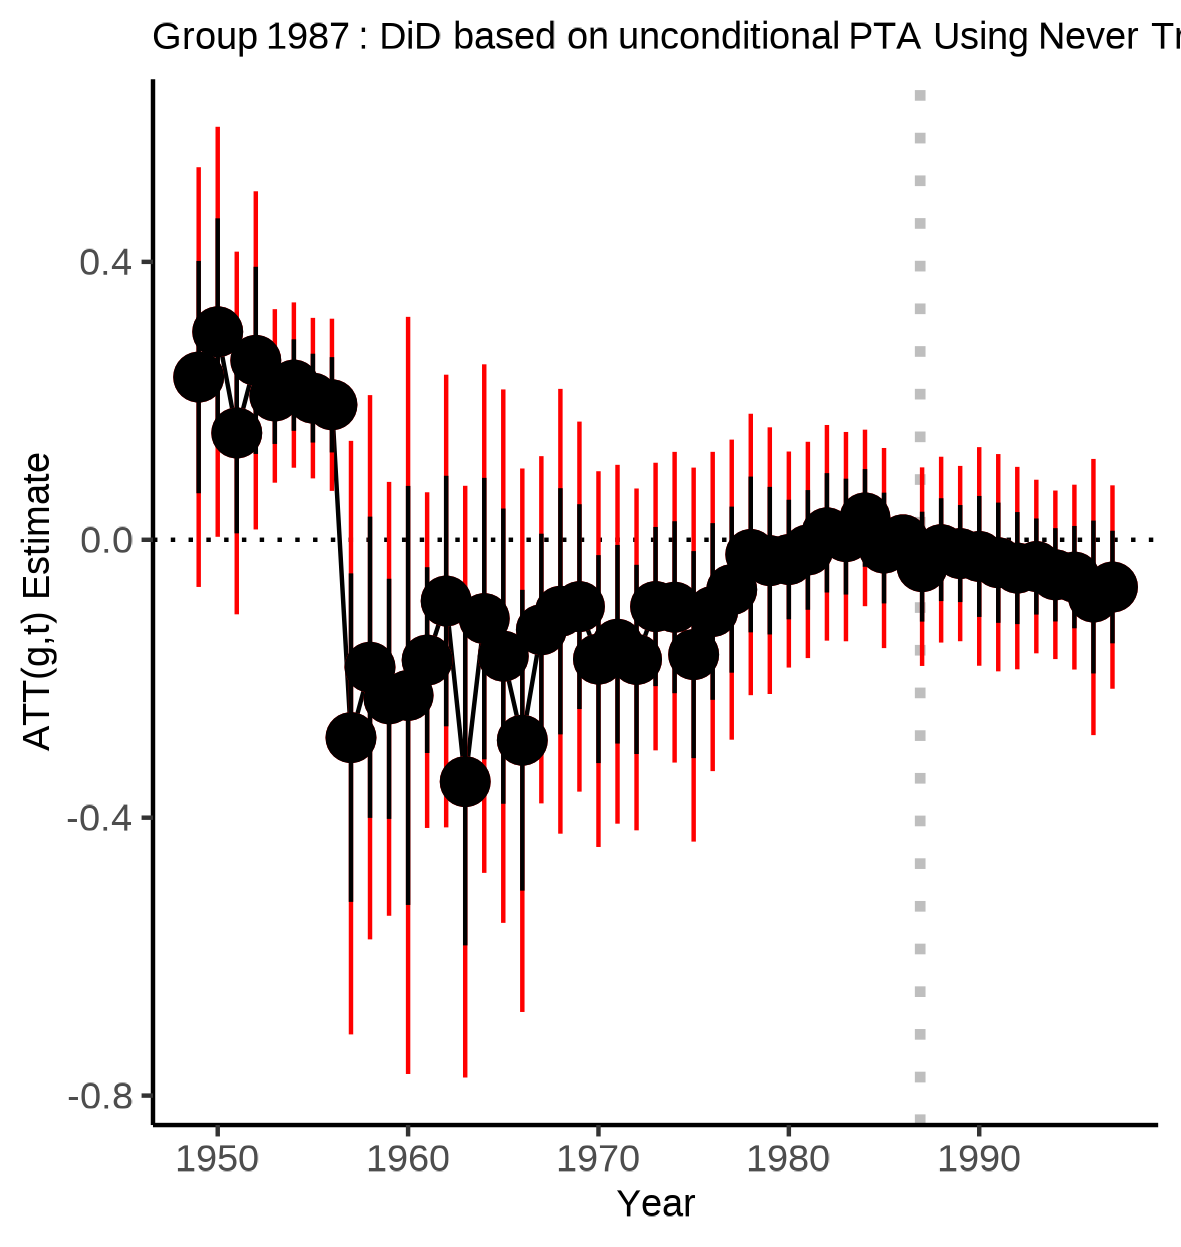 Group 1987 : DiD based on unconditional PTA Using Never
ATT(g,t) Estimate
0.4
0.0
-0.4
-0.8
1950 1960 1970 1980 1990
Year